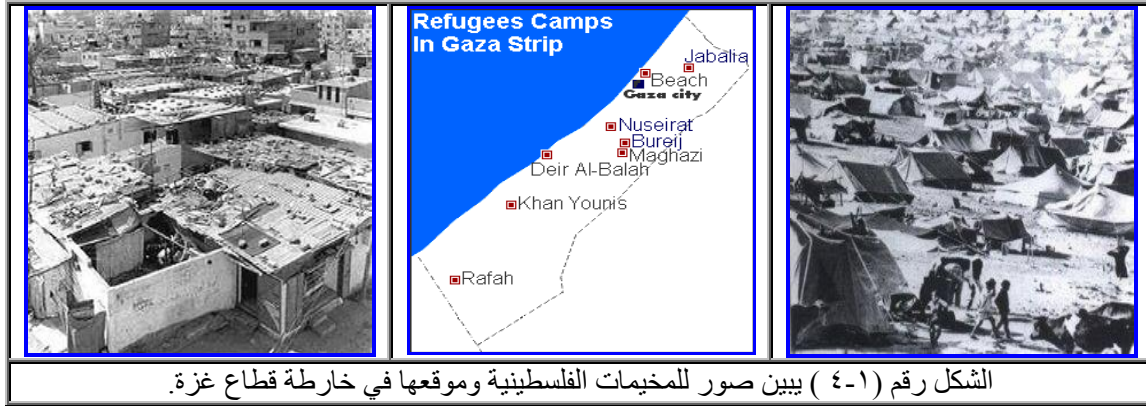 Refugees Camps
In Gaza Strip
Jabalia
Beach
Gaza city
Nuseirat
Bureij
Maghazi
Deir Al-Balah
Khan Younis
Rafah
الشكل رقم (١-٤ ) يبين صور للمخيمات الفلسطينية وموقعها في خارطة قطاع غزة.